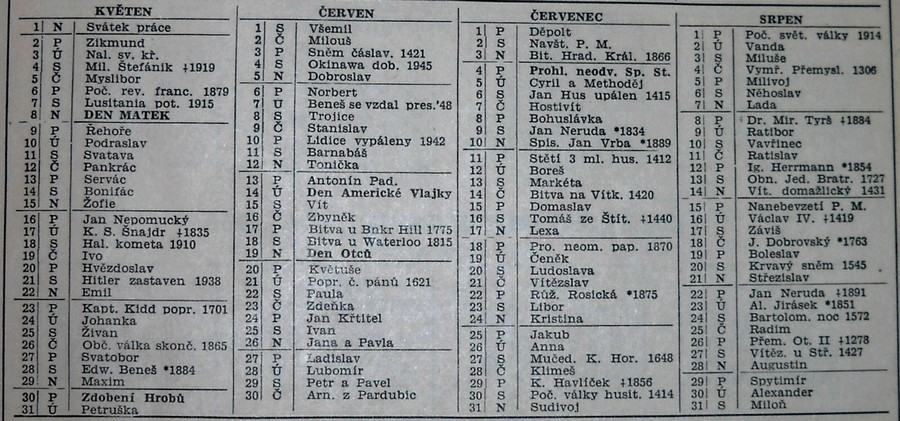 KVĚTEN
1 N Svátek práce
2 P Zikmund
3 Ú Nal. sv. kř.
4 S Mil. Štefánik ‡1919
5 Č Myslibor
6 P Poč. rev. franc. 1879
7 S Lusitania pot. 1915
8 N DEN MATEK
9 P Řehoře
10 Ú Podraslav
11 S Svatava
12 Č Pankrác
13 P Servác
14 S Bonifác
15 N Žofie
16 P Jan Nepomucký
17 Ú K. S. Šnajdr ‡1835
18 S Hal. kometa 1910
19 Č Ivo
20 P Hvězdoslav
21 S Hitler zastaven 1938
22 N Emil
23 P Kapt. Kidd popr. 1701
24 Ú Johanka
25 S Živan
26 Č Obč. válka skonč. 1865
27 P Svatobor
28 S Edw. Beneš *1884
29 N Maxim
30 P Zdobení Hrobů
31 Ú Petruška
ČERVEN
1 S Všemil
2 Č Milouš
3 P Sněm čáslav. 1421
4 S Okinawa dob. 1945
5 N Dobroslav
6 P Norbert
7 Ú Beneš se vzdal pres.'48
8 S Trojice
9 Č Stanislav
10 P Lidice vypáleny 1942
11 S Barnabáš
12 N Tonička
13 P Antonín Pad.
14 Ú Den Americké Vlajky
15 S Vít
16 Č Zbyněk
17 P Bitva u Bnkr Hill 1775
18 S Bitva u Waterloo 1815
19 N Den Otců
20 P Květuše
21 Ú Popr. č. pánů 1621
22 S Paula
23 Č Zdeňka
24 P Jan Křtitel
25 S Ivan
26 N Jana a Pavla
27 P Ladislav
28 Ú Lubomír
29 S Petr a Pavel
30 Č Arn. z Pardubic
ČERVENEC
1 P Děpolt
2 S Navšt. P. M.
3 N Bit. Hrad. Král. 1866
4 P Prohl. neodv. Sp. St.
5 Ú Cyril a Methoděj
6 S Jan Hus upálen 1415
7 Č Hostivít
8 P Bohuslávka
9 S Jan Neruda *1834
10 N Spis. Jan Vrba *1889
11 P Stětí 3 ml. hus. 1412
12 Ú Boreš
13 S Markéta
14 Č Bitva na Vítk. 1420
15 P Domaslav
16 S Tomáš ze Štít. ‡1440
17 N Lexa
18 P Pro. neom. pap. 1870
19 Ú Čeněk
20 S Ludoslava
21 Č Vítězslav
22 P Růž. Rosická *1875
23 S Libor
24 N Kristina
25 P Jakub
26 Ú Anna
27 S Mučed. K. Hor. 1648
28 Č Klimeš
29 P K. Havlíček ‡1856
30 S Poč. války husit. 1414
31 N Sudivoj
SRPEN
1 P Poč. svět. války 1914
2 Ú Vanda
3 S Miluše
4 Č Vymř. Přemysl. 1306
5 P Milivoj
6 S Něhoslav
7 N Lada
8 P Dr. Mir. Tyrš ‡1884
9 Ú Ratibor
10 S Vavřinec
11 Č Ratislav
12 P Ig. Herrmann *1854
13 S Obn. Jed. Bratr. 1727
14 N Vít. domažlický 1431
15 P Nanebevzetí P. M.
16 Ú Václav IV. ‡1419
17 S Záviš
18 Č J. Dobrovský *1763
19 P Boleslav
20 S Krvavý sněm 1545
21 N Střezislav
22 P Jan Neruda ‡1891
23 Ú Al. Jirásek *1851
24 S Bartolom. noc 1572
25 Č Radim
26 P Přem. Ot. II ‡1278
27 S Vítěz. u Stř. 1427
28 N Augustin
29 P Spytimír
30 Ú Alexander
31 S Miloň